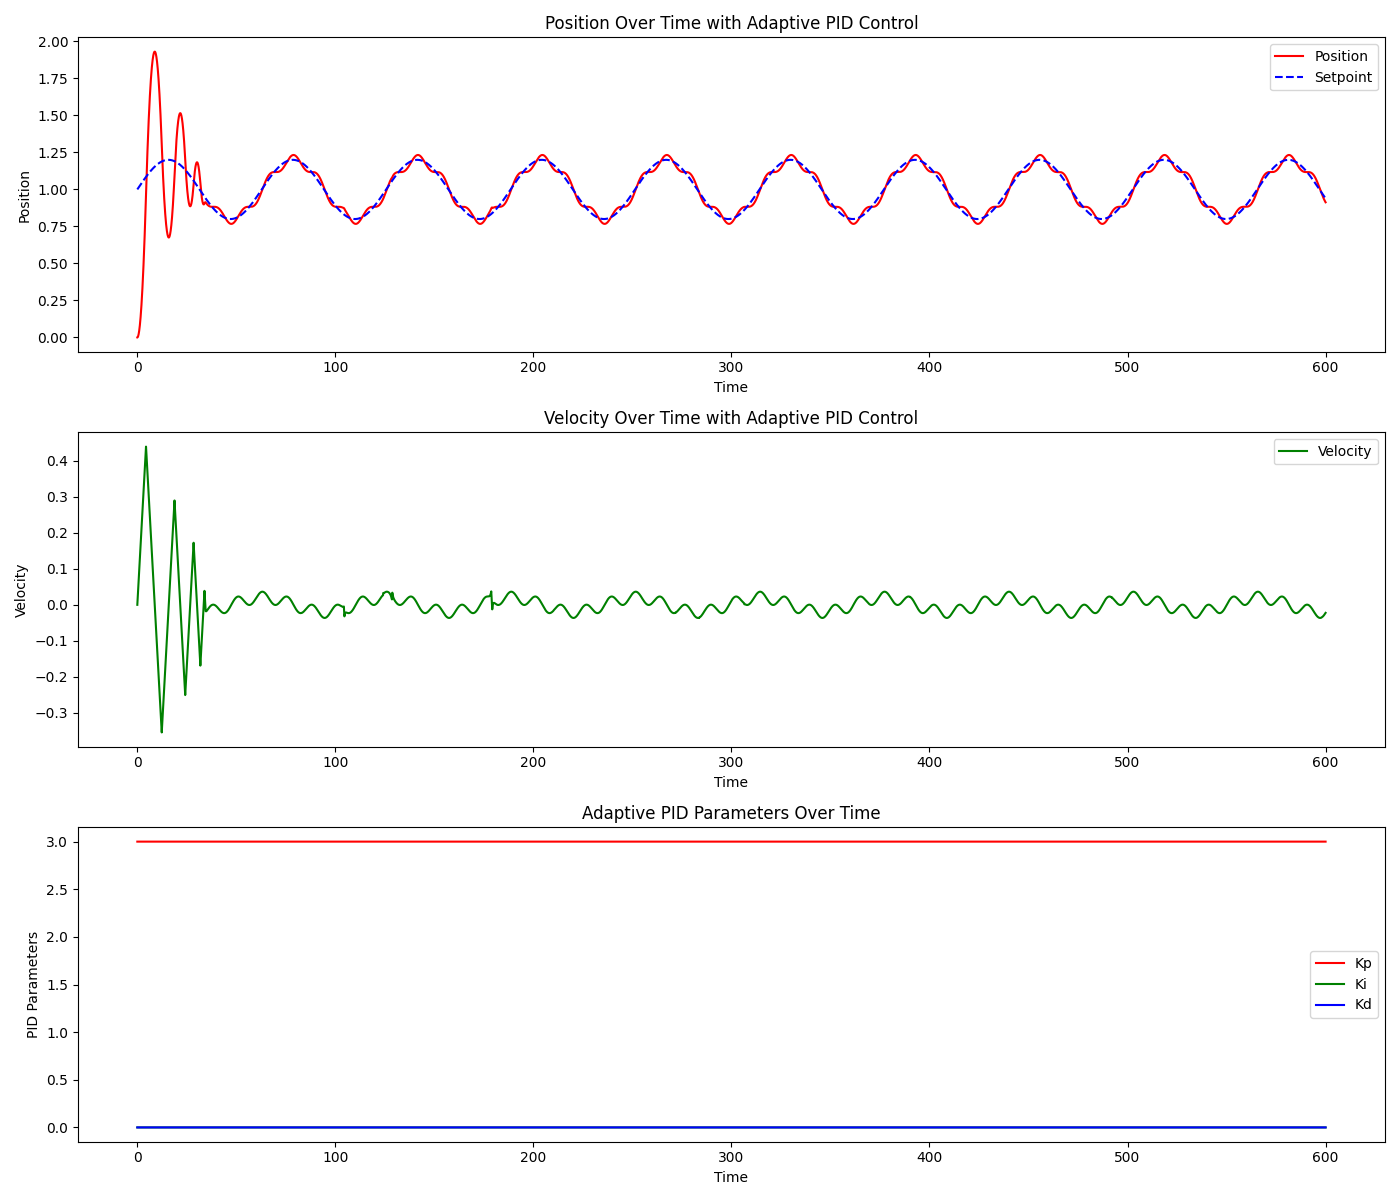 Position Over Time with Adaptive PID Control
2.00
1.75
1.50
1.25
1.00
0.75
0.50
0.25
0.00
Position
Position
Setpoint
0 100 200 300 400 500 600
Time
Velocity Over Time with Adaptive PID Control
0.4
0.3
0.2
0.1
0.0
−0.1
−0.2
−0.3
Velocity
Velocity
0 100 200 300 400 500 600
Time
Adaptive PID Parameters Over Time
3.0
2.5
2.0
1.5
1.0
0.5
0.0
PID Parameters
Kp
Ki
Kd
0 100 200 300 400 500 600
Time